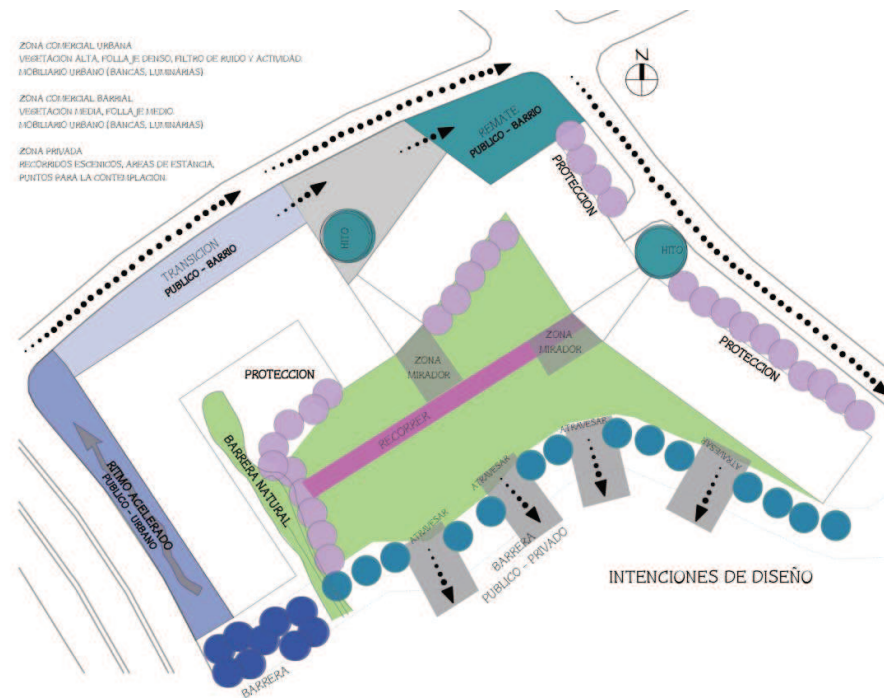 ZONA COMERCIAL URBANA
VEGETACION ALTA, FOLLAJE DENSO, FILTRO DE RUIDO Y ACTIVIDAD.
MOBILIARIO URBANO (BANCAS, LUMINARIAS)
ZONA COMERCIAL BARRIAL
VEGETACION MEDIA, FOLLAJE MEDIO
MOBILIARIO URBANO (BANCAS, LUMINARIAS)
ZONA PRIVADA
RECORRIDOS ESCENICOS, AREAS DE ESTANCIA,
PUNTOS PARA LA CONTEMPLACION.
N
REMATE
PUBLICO - BARRIO
PROTECCION
TRANSICION
PUBLICO - BARRIO
HITO
HITO
ZONA
MIRADOR
ZONA
MIRADOR
PROTECCION
PROTECCION
RECORRER
BARRERA NATURAL
RITMO ACELERADO
PUBLICO - URBANO
ATRAVESAR
ATRAVESAR
ATRAVESAR
ATRAVESAR
BARRERA
PUBLICO - PRIVADO
INTENCIONES DE DISEÑO
BARRERA